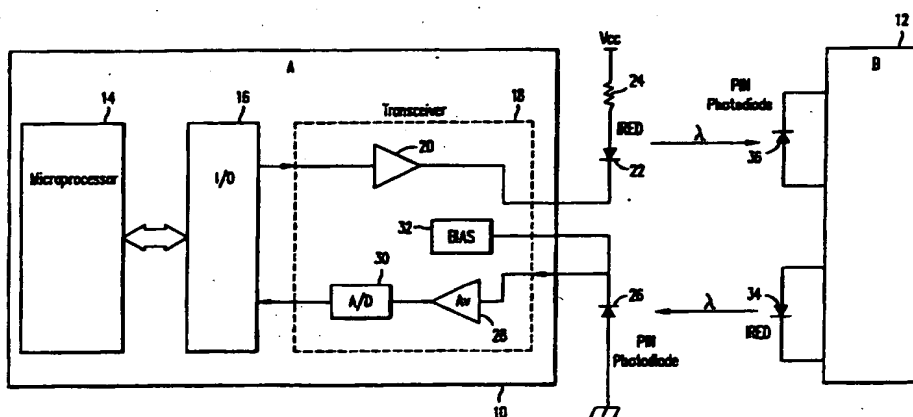 12
A
Vcc
B
14
16
18
24
PIN
Photodiode
Transceiver
20
IRED
λ
36
22
Microprocessor
I/O
32
BIAS
30
26
34
A/D
Av
λ
28
IRED
PIN
Photodiode
10